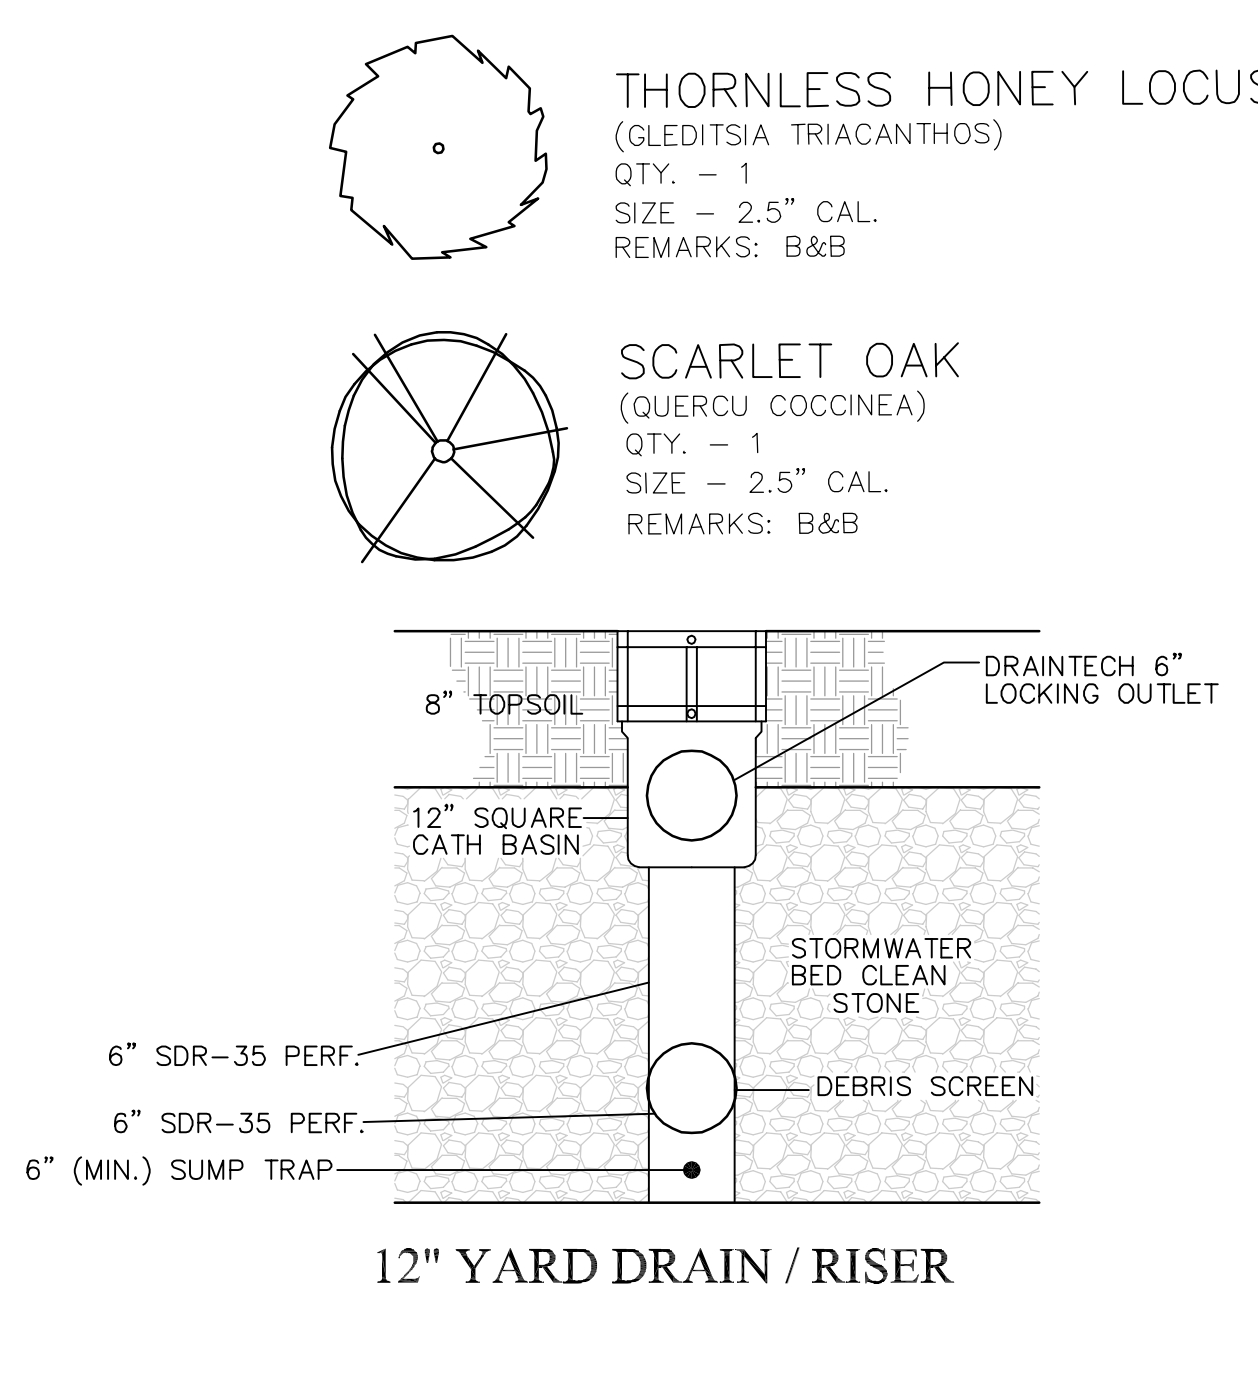 THORNLESS HONEY LOCUS
(GLEDITSIA TRIACANTHOS)
QTY. – 1
SIZE – 2.5” CAL.
REMARKS: B&B
SCARLET OAK
(QUERCU COCCINEA)
QTY. – 1
SIZE – 2.5” CAL.
REMARKS: B&B
DRAINTECH 6”
LOCKING OUTLET
8” TOPSOIL
12” SQUARE
CATH BASIN
STORMWATER
BED CLEAN
STONE
6” SDR–35 PERF.
DEBRIS SCREEN
6” SDR–35 PERF.
6” (MIN.) SUMP TRAP
12" YARD DRAIN / RISER